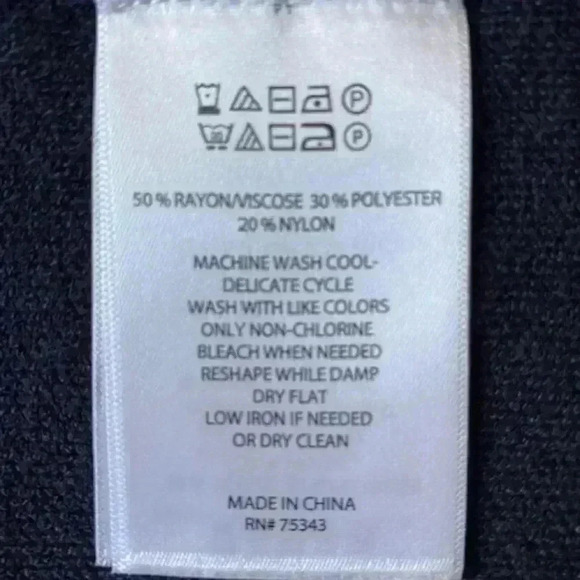 P
30 P
50 % RAYON/VISCOSE 30 % POLYESTER
20 % NYLON
MACHINE WASH COOL-
DELICATE CYCLE
WASH WITH LIKE COLORS
ONLY NON-CHLORINE
BLEACH WHEN NEEDED
RESHAPE WHILE DAMP
DRY FLAT
LOW IRON IF NEEDED
OR DRY CLEAN
MADE IN CHINA
RN# 75343